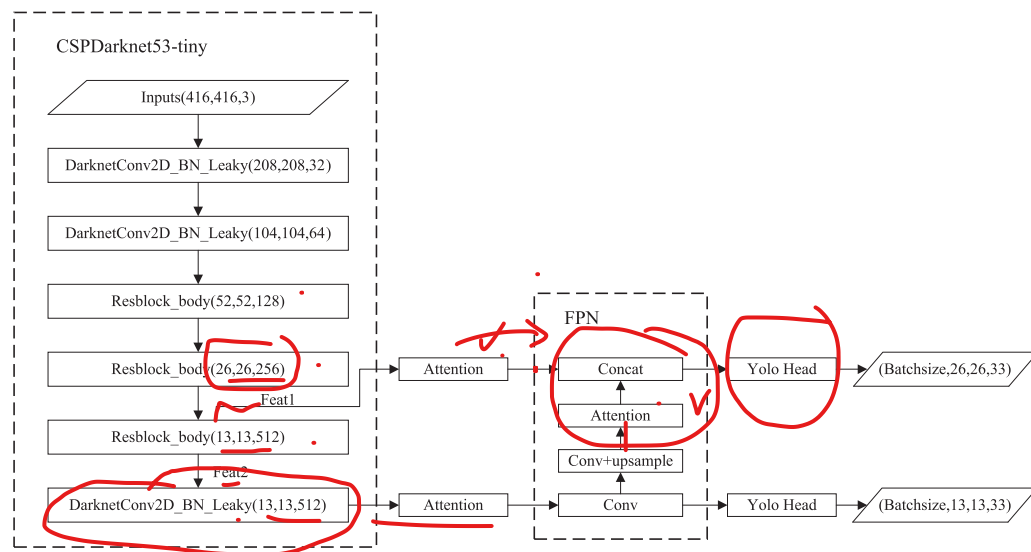 CSPDarknet53-tiny
Inputs(416,416,3)
DarknetConv2D_BN_Leaky(208,208,32)
DarknetConv2D_BN_Leaky(104,104,64)
Resblock_body(52,52,128)
FPN
Resblock_body(26,26,256)
Attention
Concat
Yolo Head
(Batchsize,26,26,33)
Feat1
Attention
Resblock_body(13,13,512)
Conv+upsample
Feat2
DarknetConv2D_BN_Leaky(13,13,512)
Attention
Conv
Yolo Head
(Batchsize,13,13,33)